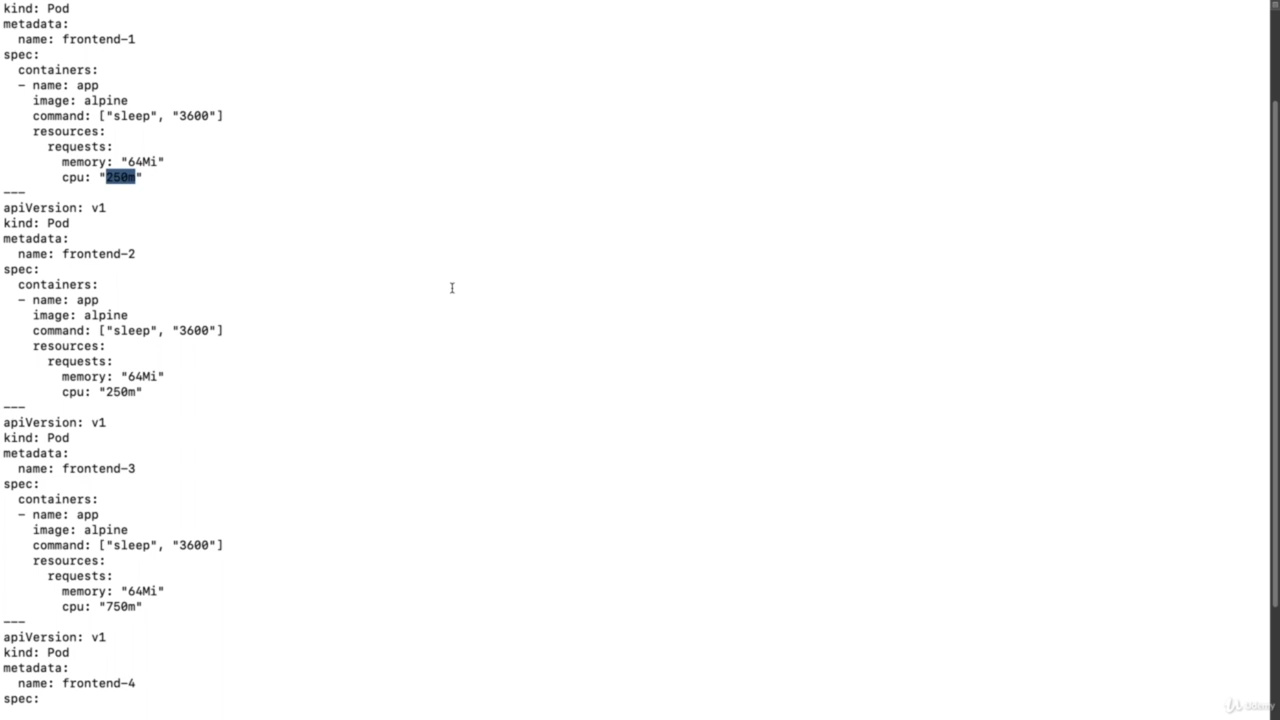 kind: Pod
metadata:
  name: frontend-1
spec:
  containers:
  - name: app
    image: alpine
    command: ["sleep", "3600"]
    resources:
      requests:
        memory: "64Mi"
        cpu: "250m"
---
apiVersion: v1
kind: Pod
metadata:
  name: frontend-2
spec:
  containers:
  - name: app
    image: alpine
    command: ["sleep", "3600"]
    resources:
      requests:
        memory: "64Mi"
        cpu: "250m"
---
apiVersion: v1
kind: Pod
metadata:
  name: frontend-3
spec:
  containers:
  - name: app
    image: alpine
    command: ["sleep", "3600"]
    resources:
      requests:
        memory: "64Mi"
        cpu: "750m"
---
apiVersion: v1
kind: Pod
metadata:
  name: frontend-4
spec:
Udemy